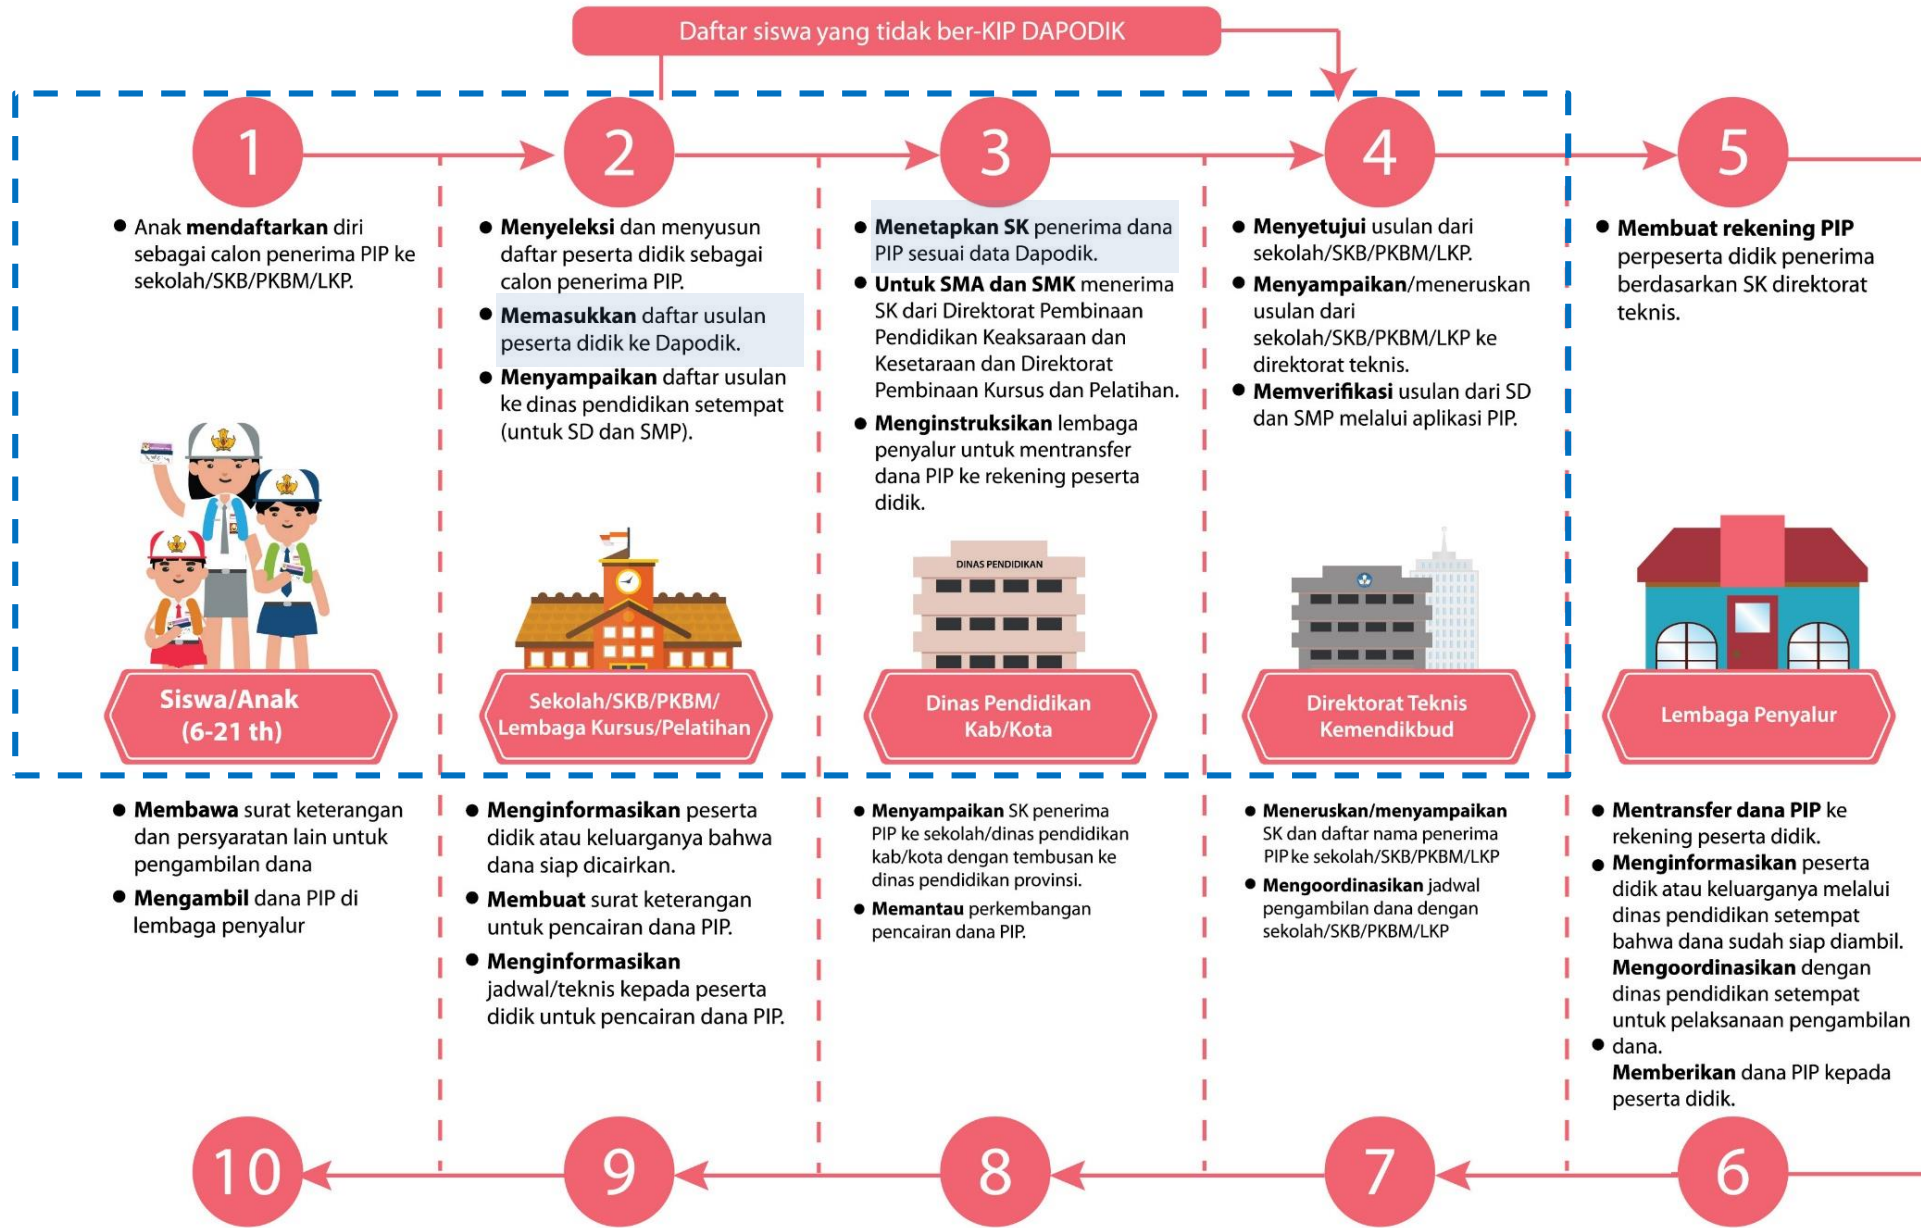 Daftar siswa yang tidak ber-KIP DAPODIK
1
2
3
4
5
● Anak mendaftarkan diri
sebagai calon penerima PIP ke
sekolah/SKB/PKBM/LKP.
● Menyeleksi dan menyusun
daftar peserta didik sebagai
calon penerima PIP.
● Memasukkan daftar usulan
peserta didik ke Dapodik.
● Menyampaikan daftar usulan
ke dinas pendidikan setempat
(untuk SD dan SMP).
● Menetapkan SK penerima dana
PIP sesuai data Dapodik.
● Untuk SMA dan SMK menerima
SK dari Direktorat Pembinaan
Pendidikan Keaksaraan dan
Kesetaraan dan Direktorat
Pembinaan Kursus dan Pelatihan.
● Menginstruksikan lembaga
penyalur untuk mentransfer
dana PIP ke rekening peserta
didik.
● Menyetujui usulan dari
sekolah/SKB/PKBM/LKP.
● Menyampaikan/meneruskan
usulan dari
sekolah/SKB/PKBM/LKP ke
direktorat teknis.
● Memverifikasi usulan dari SD
dan SMP melalui aplikasi PIP.
● Membuat rekening PIP
perpeserta didik penerima
berdasarkan SK direktorat
teknis.
DINAS PENDIDIKAN
Siswa/Anak
(6-21 th)
Sekolah/SKB/PKBM/
Lembaga Kursus/Pelatihan
Dinas Pendidikan
Kab/Kota
Direktorat Teknis
Kemendikbud
Lembaga Penyalur
● Membawa surat keterangan
dan persyaratan lain untuk
pengambilan dana
● Mengambil dana PIP di
lembaga penyalur
● Menginformasikan peserta
didik atau keluarganya bahwa
dana siap dicairkan.
● Membuat surat keterangan
untuk pencairan dana PIP.
● Menginformasikan
jadwal/teknis kepada peserta
didik untuk pencairan dana PIP.
● Menyampaikan SK penerima
PIP ke sekolah/dinas pendidikan
kab/kota dengan tembusan ke
dinas pendidikan provinsi.
● Memantau perkembangan
pencairan dana PIP.
● Meneruskan/menyampaikan
SK dan daftar nama penerima
PIP ke sekolah/SKB/PKBM/LKP
● Mengoordinasikan jadwal
pengambilan dana dengan
sekolah/SKB/PKBM/LKP
● Mentransfer dana PIP ke
rekening peserta didik.
● Menginformasikan peserta
didik atau keluarganya melalui
dinas pendidikan setempat
bahwa dana sudah siap diambil.
Mengoordinasikan dengan
dinas pendidikan setempat
untuk pelaksanaan pengambilan
● dana.
Memberikan dana PIP kepada
peserta didik.
10
9
8
7
6